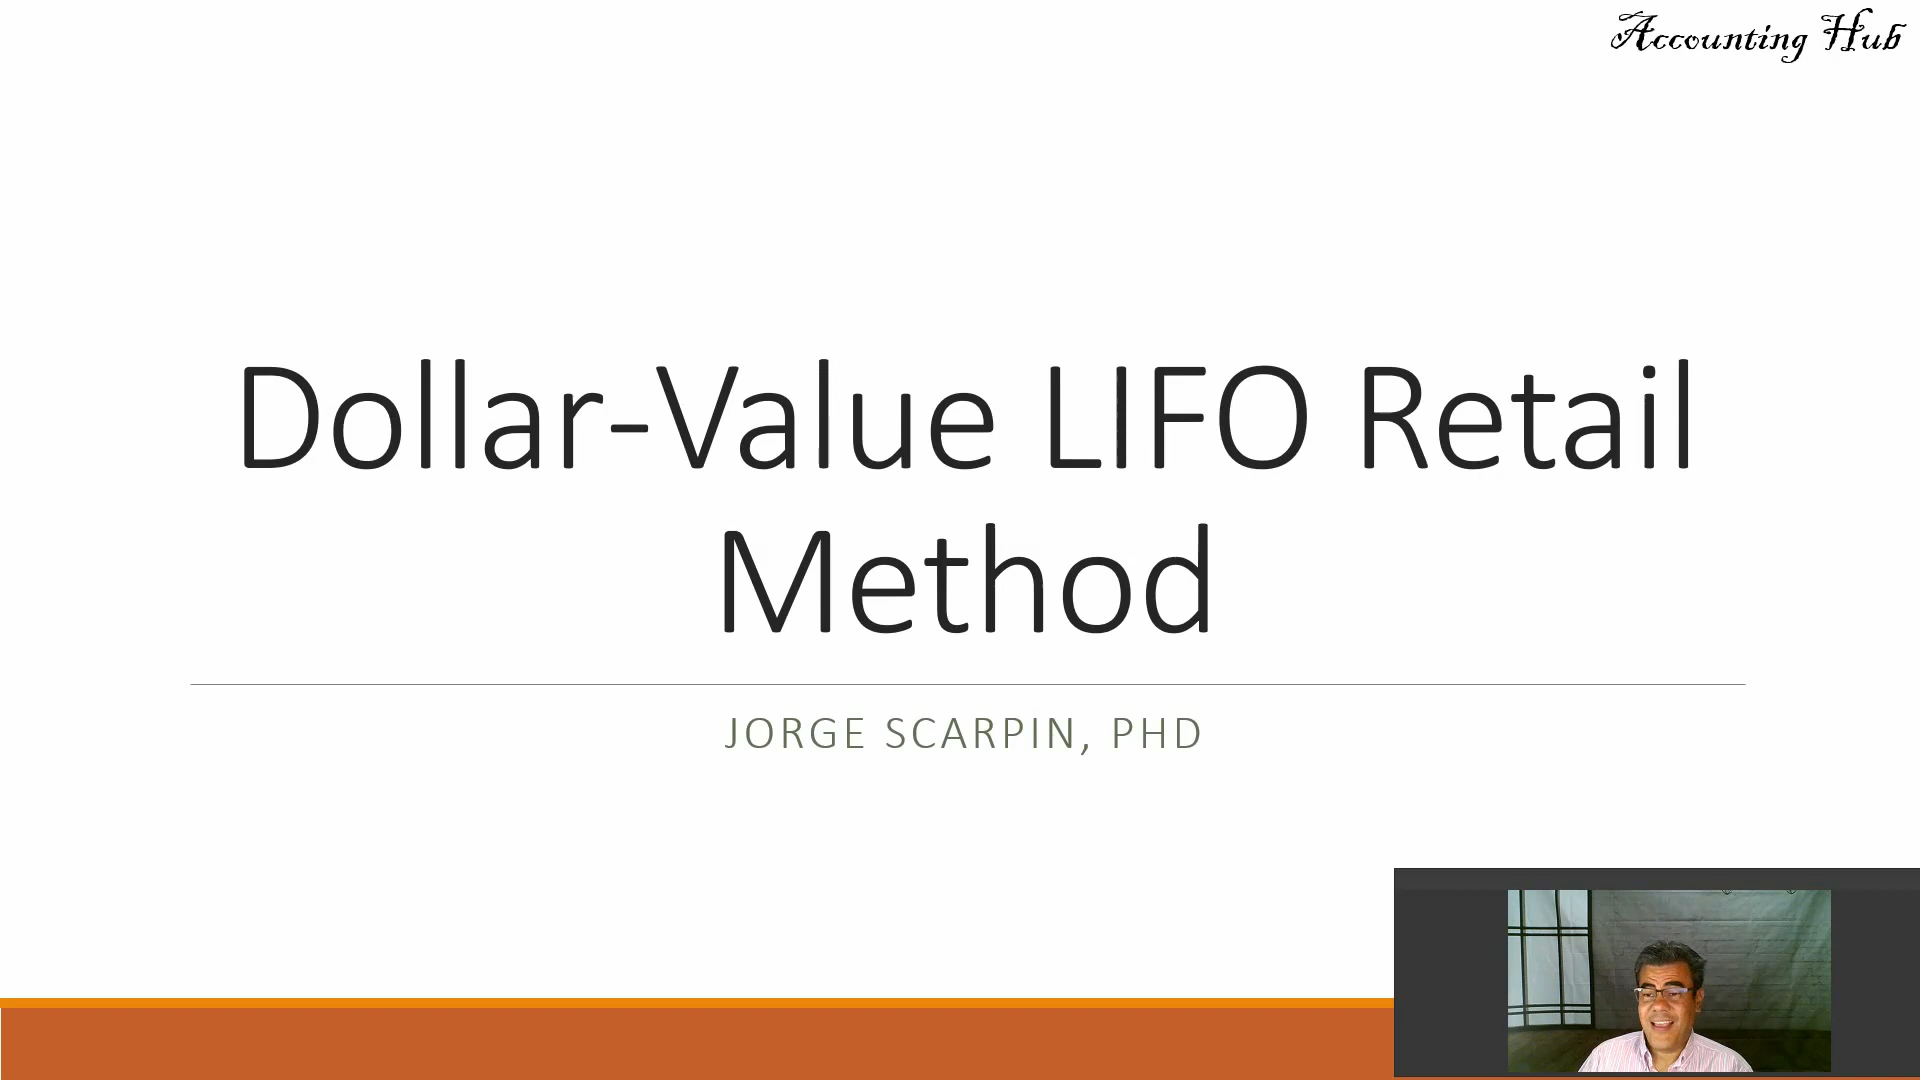 Accounting Hub
Dollar-Value LIFO Retail
Method
JORGE SCARPIN, PHD